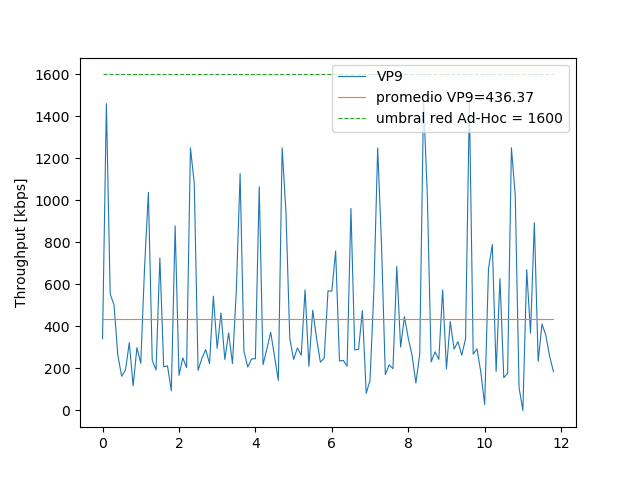 VP9
promedio VP9=436.37
umbral red Ad-Hoc = 1600
Throughput [kbps]
1600
1400
1200
1000
800
600
400
200
0
0 2 4 6 8 10 12